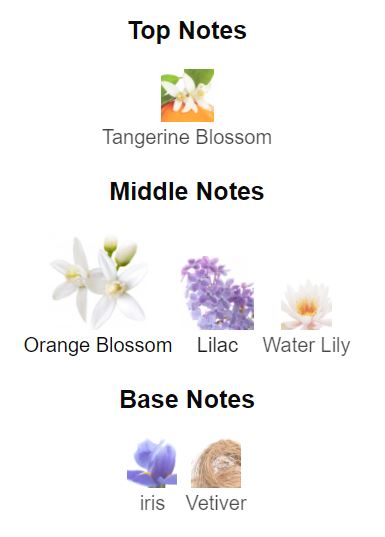 Top Notes
Tangerine Blossom
Middle Notes
Orange Blossom Lilac Water Lily
Base Notes
iris Vetiver